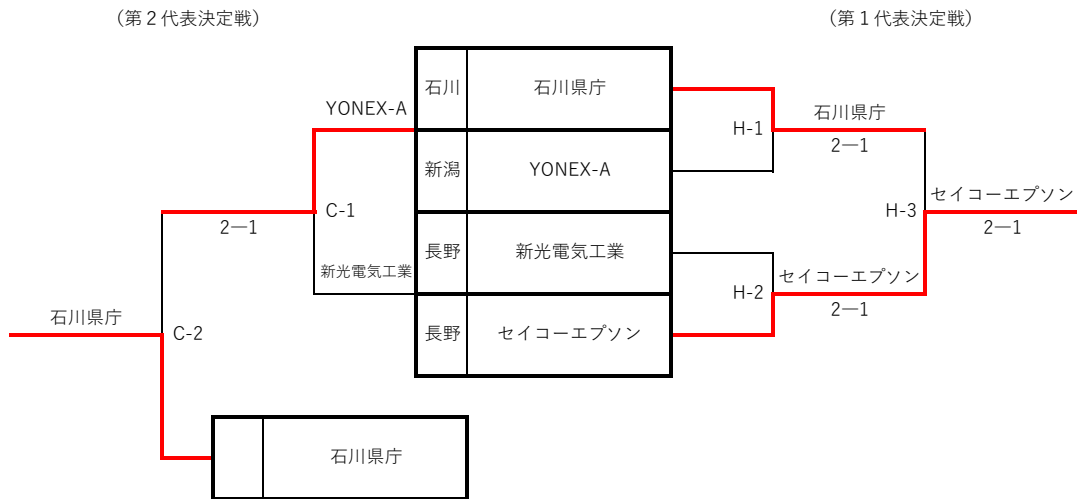 （第２代表決定戦）
（第１代表決定戦）
石川 石川県庁
YONEX-A
石川県庁
H-1
2—1
新潟 YONEX-A
セイコーエプソン
C-1
H-3
2—1
2—1
長野 新光電気工業
新光電気工業
セイコーエプソン
H-2
2—1
石川県庁
C-2
長野 セイコーエプソン
石川県庁